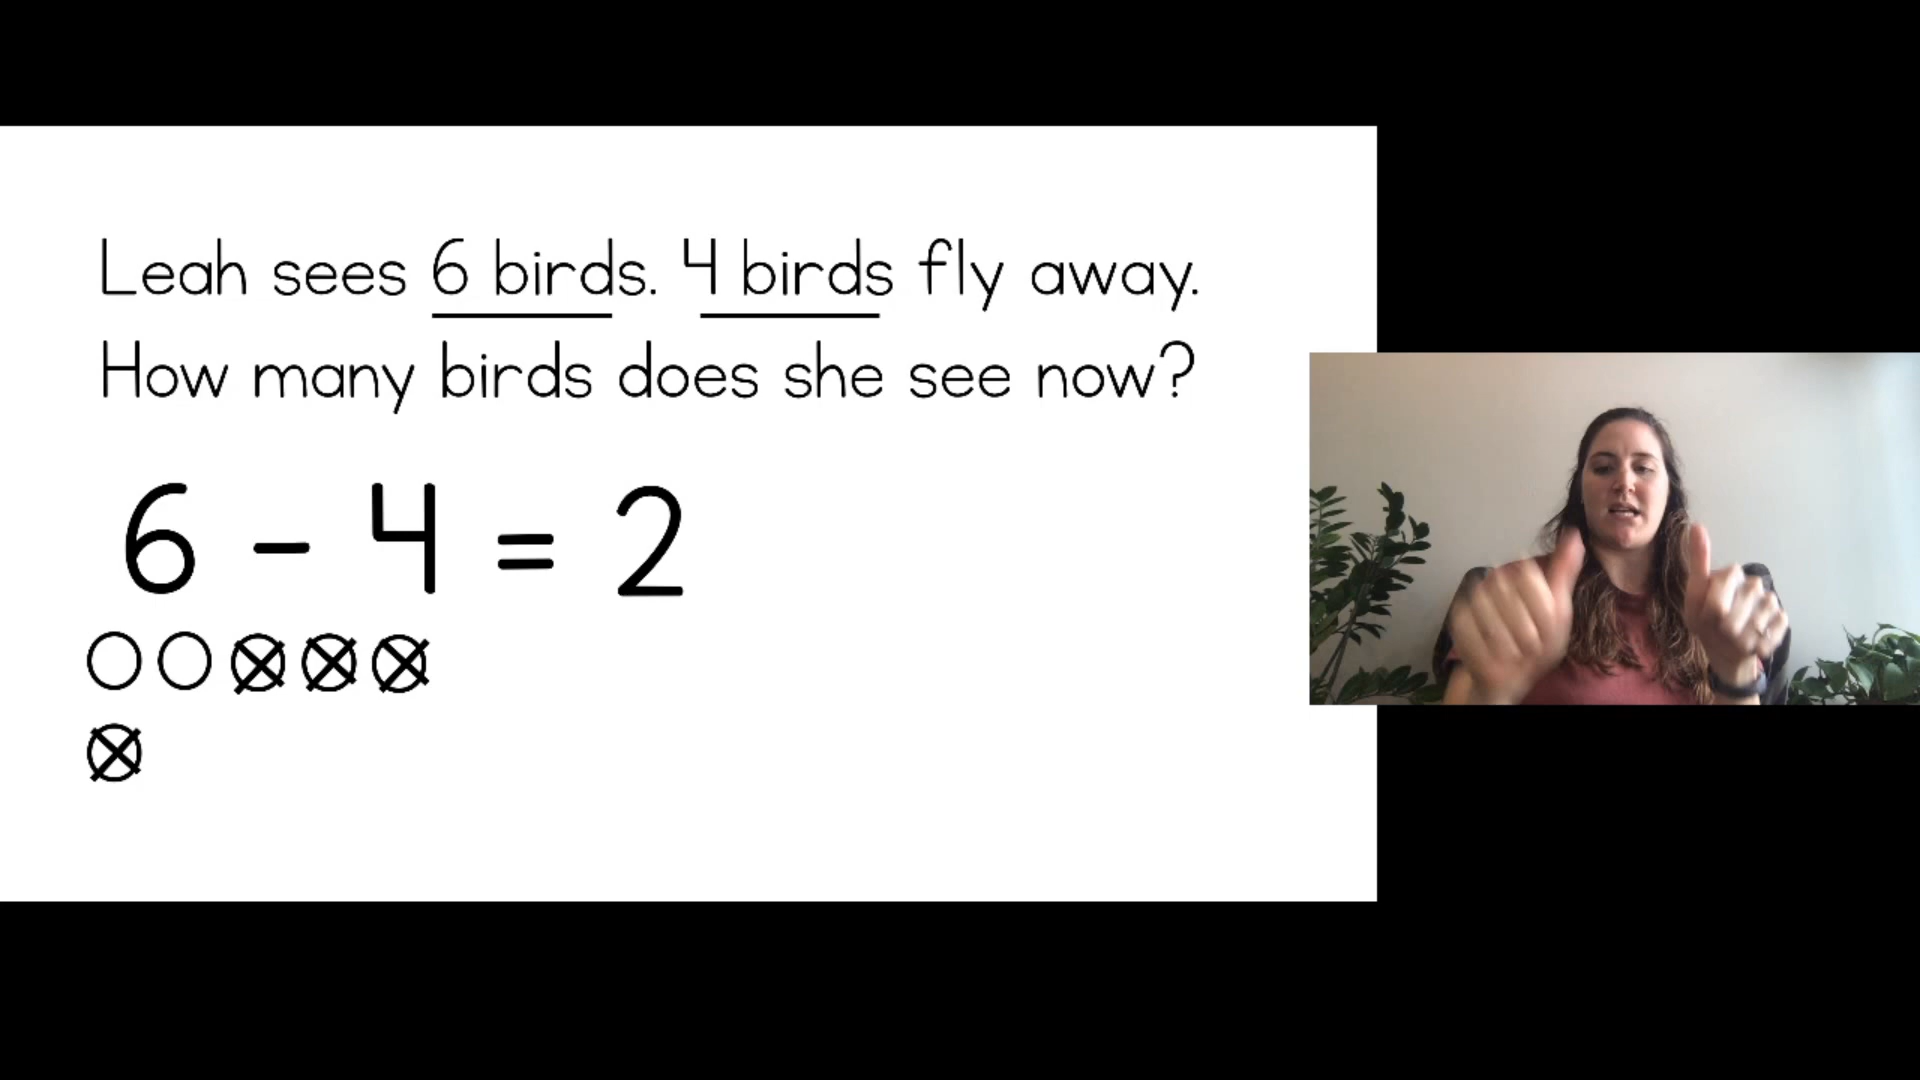 Leah sees 6 birds. 4 birds fly away.
How many birds does she see now?
6 - 4 = 2